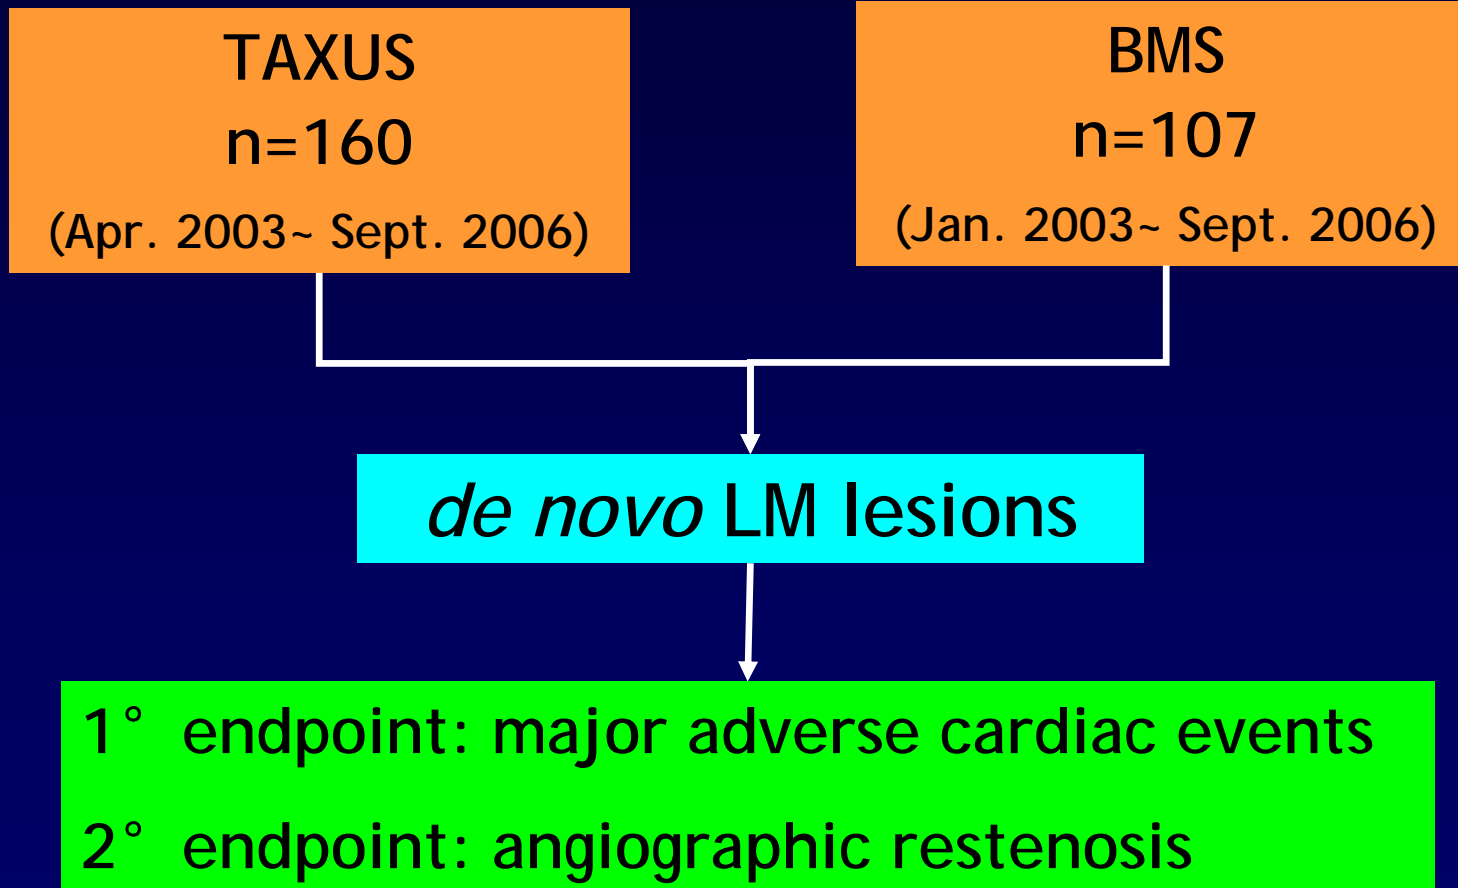 TAXUS
n=160
(Apr. 2003~ Sept. 2006)
BMS
n=107
(Jan. 2003~ Sept. 2006)
de novo LM lesions
1° endpoint: major adverse cardiac events
2° endpoint: angiographic restenosis